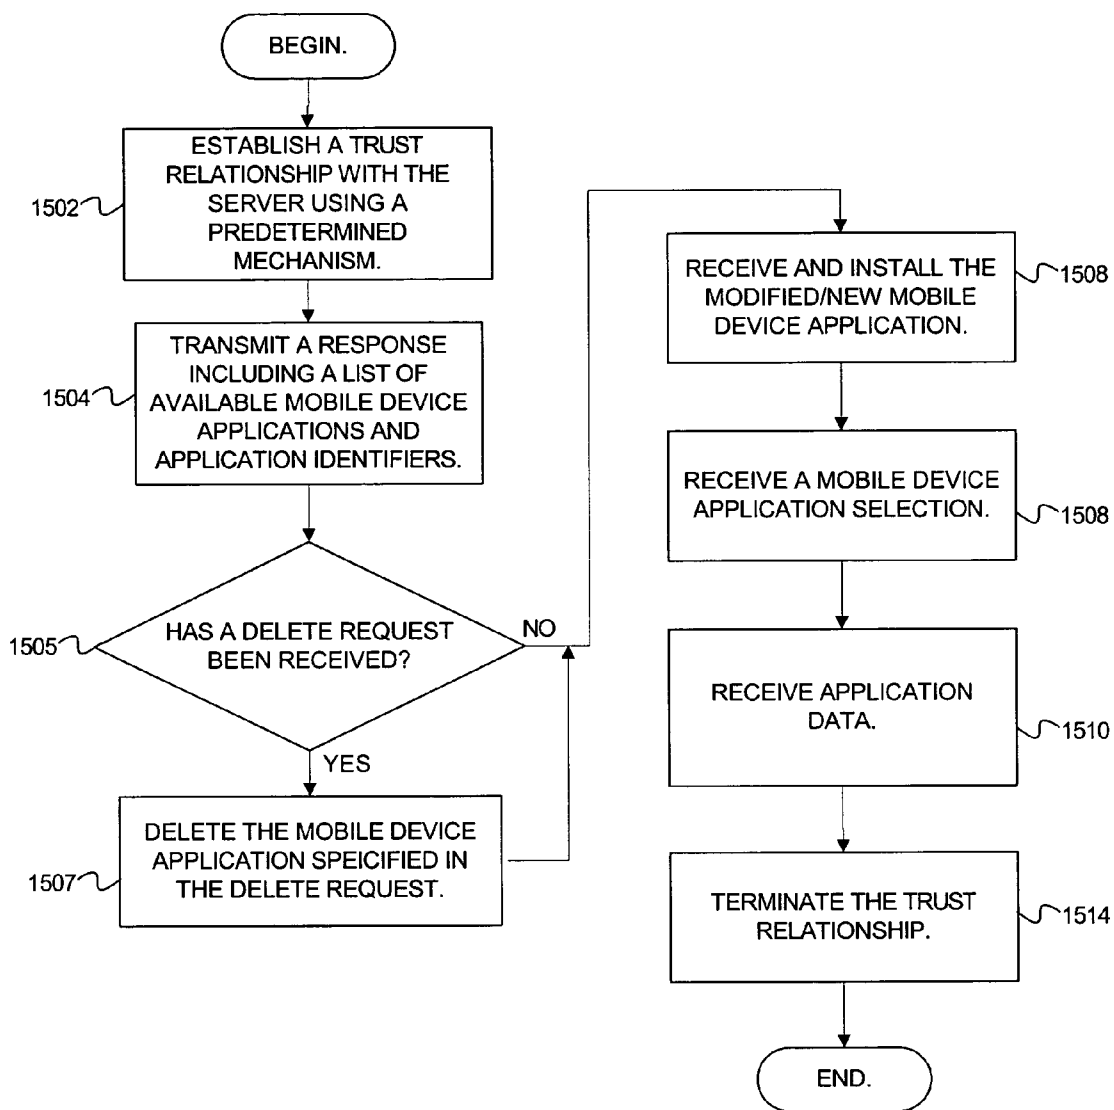 BEGIN.
ESTABLISH A TRUST
RELATIONSHIP WITH THE
SERVER USING A
PREDETERMINED
MECHANISM.
1502
TRANSMIT A RESPONSE
INCLUDING A LIST OF
AVAILABLE MOBILE DEVICE
APPLICATIONS AND
APPLICATION IDENTIFIERS.
1504
HAS A DELETE REQUEST
BEEN RECEIVED?
1505
NO
YES
DELETE THE MOBILE DEVICE
APPLICATION SPEICIFIED IN
THE DELETE REQUEST.
1507
RECEIVE AND INSTALL THE
MODIFIED/NEW MOBILE
DEVICE APPLICATION.
1508
RECEIVE A MOBILE DEVICE
APPLICATION SELECTION.
1508
RECEIVE APPLICATION
DATA.
1510
TERMINATE THE TRUST
RELATIONSHIP.
1514
END.